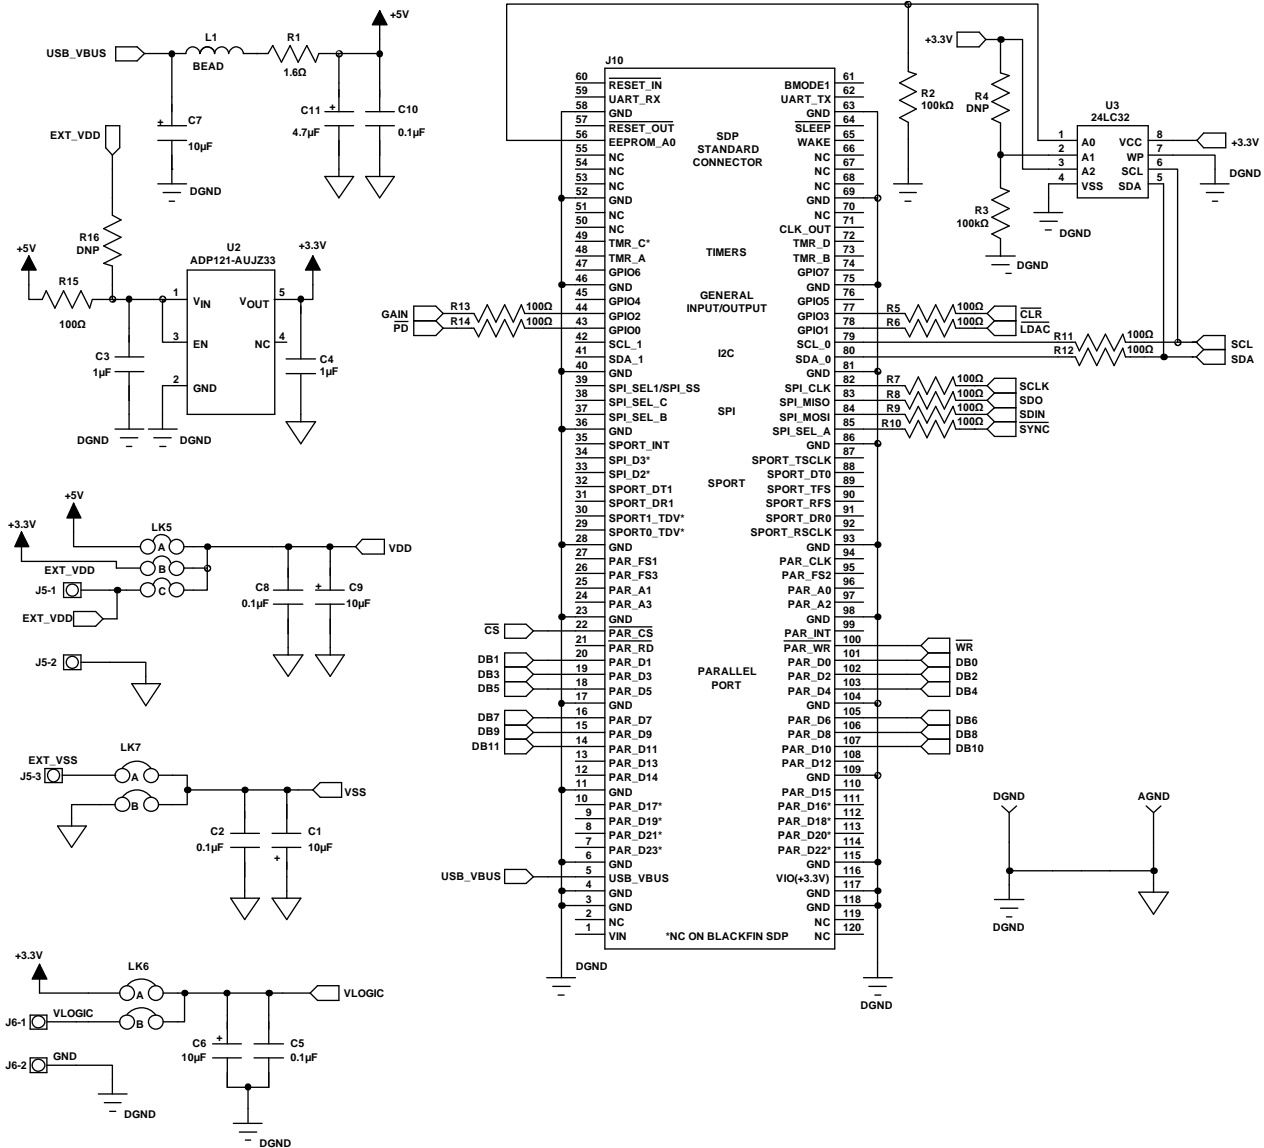 +5V
USB_VBUS
L1
BEAD
R1
1.6Ω
C7
10µF
DGND
C11
4.7µF
C10
0.1µF
EXT_VDD
R16
DNP
+5V
R15
100Ω
U2
ADP121-AUJZ33
1
VIN
VOUT
5
3
EN
NC
4
2
GND
+3.3V
C3
1µF
C4
1µF
DGND
DGND
+5V
+3.3V
LK5
A
B
C
EXT_VDD
J5-1
EXT_VDD
J5-2
C8
0.1µF
C9
10µF
VDD
LK7
EXT_VSS
J5-3
A
B
VSS
C2
0.1µF
C1
10µF
+3.3V
LK6
A
B
VLOGIC
VLOGIC
J6-1
J6-2
GND
DGND
C6
10µF
C5
0.1µF
DGND
J10
SDP
STANDARD
CONNECTOR
TIMERS
GENERAL
INPUT/OUTPUT
I2C
SPI
SPORT
PARALLEL
PORT
*NC ON BLACKFIN SDP
60 RESET_IN
59 UART_RX
58 GND
57 RESET_OUT
56 EEPROM_A0
55 NC
54 NC
53 NC
52 GND
51 NC
50 NC
49 TMR_C*
48 TMR_A
47 GPIO6
46 GND
45 GPIO4
44 GPIO2
43 GPIO0
42 SCL_1
41 SDA_1
40 GND
39 SPI_SEL1/SPI_SS
38 SPI_SEL_C
37 SPI_SEL_B
36 GND
35 SPORT_INT
34 SPI_D3*
33 SPI_D2*
32 SPORT_DT1
31 SPORT_DR1
30 SPORT1_TDV*
29 SPORT0_TDV*
28 GND
27 PAR_FS1
26 PAR_FS3
25 PAR_A1
24 PAR_A3
23 GND
22 PAR_CS
21 PAR_RD
20 PAR_D1
19 PAR_D3
18 PAR_D5
17 GND
16 PAR_D7
15 PAR_D9
14 PAR_D11
13 PAR_D13
12 PAR_D14
11 GND
10 PAR_D17*
9 PAR_D19*
8 PAR_D21*
7 PAR_D23*
6 GND
5 USB_VBUS
4 GND
3 GND
2 NC
1 VIN
BMODE1 61
UART_TX 62
GND 63
SLEEP 64
WAKE 65
NC 66
NC 67
NC 68
GND 69
NC 70
CLK_OUT 71
TMR_D 72
TMR_B 73
GPIO7 74
GND 75
GPIO5 76
GPIO3 77
GPIO1 78
SCL_0 79
SDA_0 80
GND 81
SPI_CLK 82
SPI_MISO 83
SPI_MOSI 84
SPI_SEL_A 85
GND 86
SPORT_TSCLK 87
SPORT_DT0 88
SPORT_TFS 89
SPORT_RFS 90
SPORT_DR0 91
SPORT_RSCLK 92
GND 93
PAR_CLK 94
PAR_FS2 95
PAR_A0 96
PAR_A2 97
GND 98
PAR_INT 99
PAR_WR 100
PAR_D0 101
PAR_D2 102
PAR_D4 103
GND 104
PAR_D6 105
PAR_D8 106
PAR_D10 107
PAR_D12 108
GND 109
PAR_D15 110
PAR_D16* 111
PAR_D18* 112
PAR_D20* 113
PAR_D22* 114
GND 115
VIO(+3.3V) 116
GND 117
GND 118
NC 119
NC 120
GAIN R13 100Ω
PD R14 100Ω
CS
DB1
DB3
DB5
DB7
DB9
DB11
USB_VBUS
DGND
DGND
R5 100Ω CLR
R6 100Ω LDAC
R11 100Ω SCL
R12 100Ω SDA
R7 100Ω SCLK
R8 100Ω SDO
R9 100Ω SDIN
R10 100Ω SYNC
WR
DB0
DB2
DB4
DB6
DB8
DB10
R2
100kΩ
+3.3V
R4
DNP
R3
100kΩ
DGND
U3
24LC32
1 A0 VCC 8
2 A1 WP 7
3 A2 SCL 6
4 VSS SDA 5
+3.3V
DGND
DGND
DGND
AGND
DGND